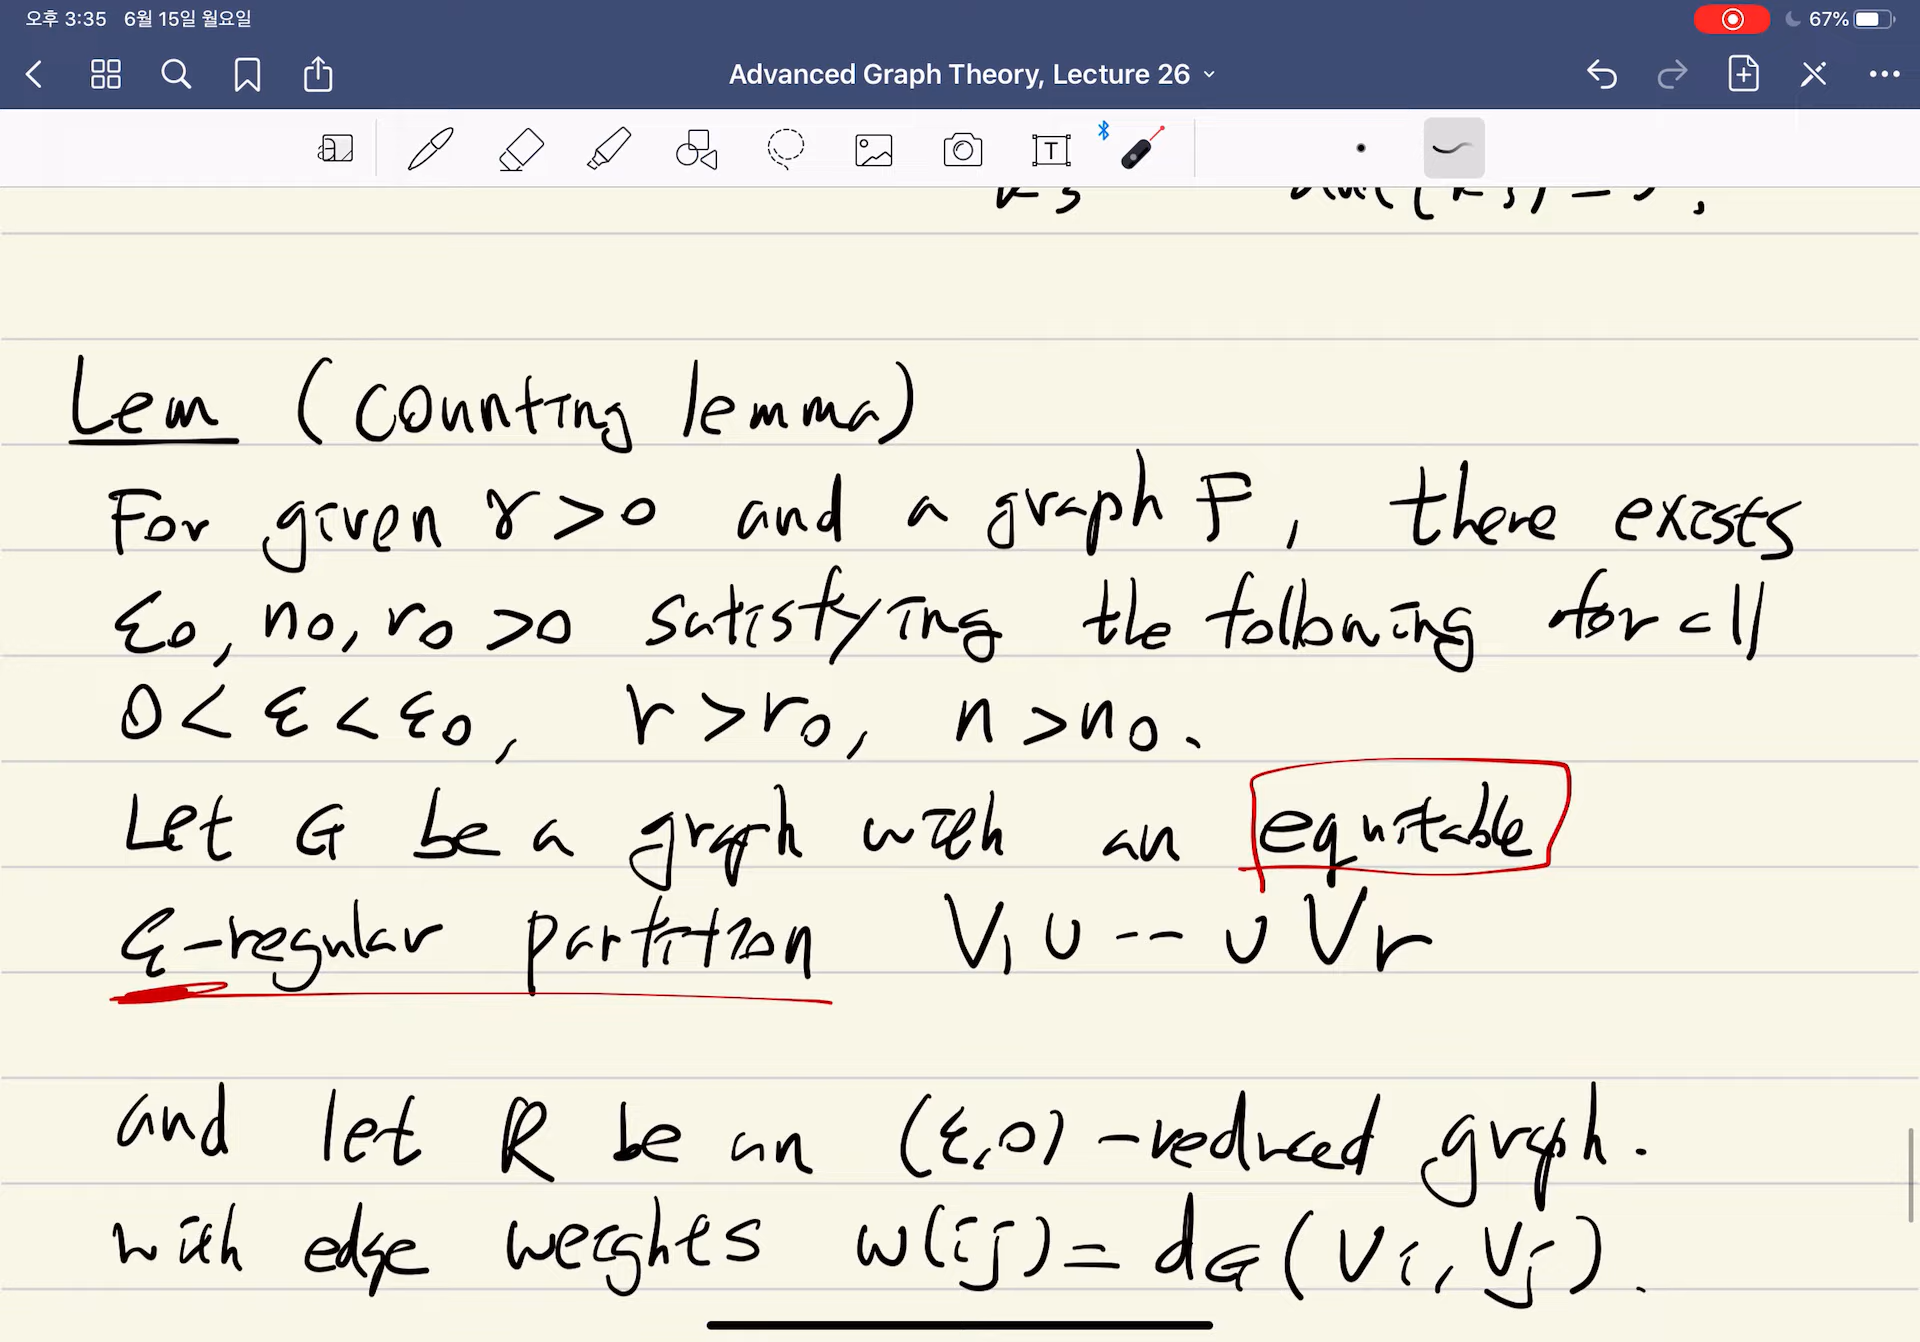 오후 3:35 6월 15일 월요일 67%
Advanced Graph Theory, Lecture 26
Lem (Counting lemma)
For given γ>0 and a graph F, there exists
ε0, n0, r0 >0 satisfying the following for all
0<ε<ε0, r>r0, n>n0.
Let G be a graph with an equitable
ε-regular partition V1 ∪ -- ∪ Vr
and let R be an (ε,0)-reduced graph.
with edge weights w(ij)= dG(Vi, Vj).